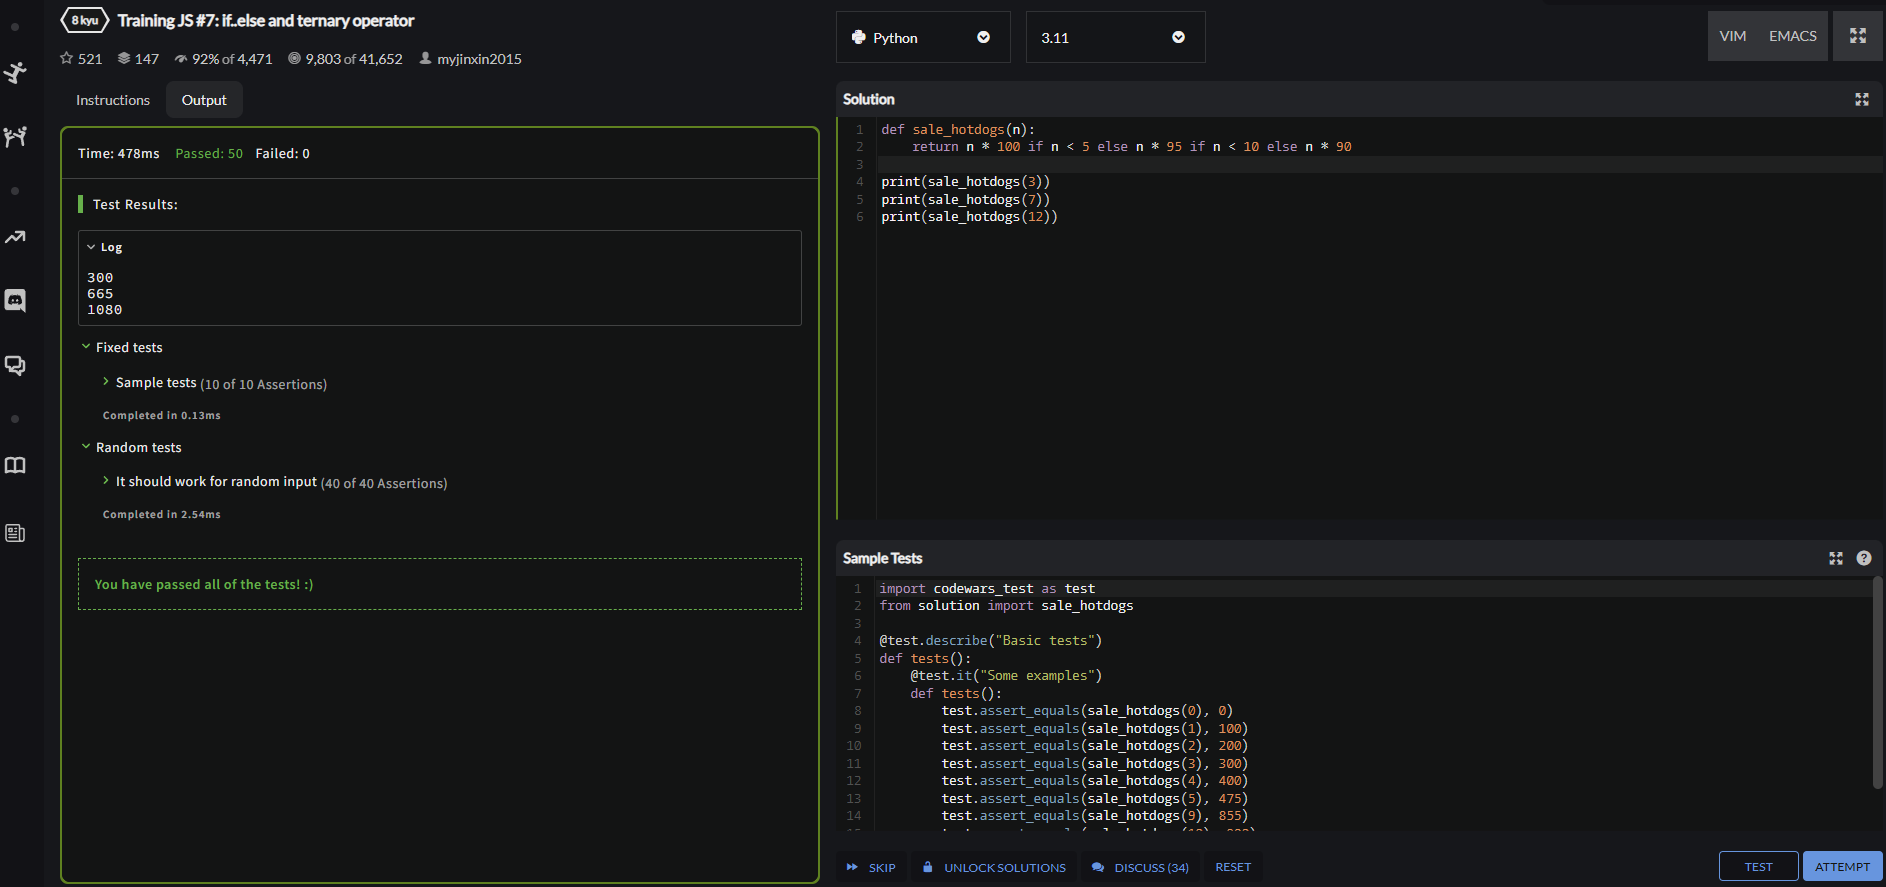 8 kyu Training JS #7: if..else and ternary operator
521 147 92% of 4,471 9,803 of 41,652 myjinxin2015
Instructions Output
Time: 478ms Passed: 50 Failed: 0
Test Results:
Log
300
665
1080
Fixed tests
Sample tests (10 of 10 Assertions)
Completed in 0.13ms
Random tests
It should work for random input (40 of 40 Assertions)
Completed in 2.54ms
You have passed all of the tests! :)
Python 3.11 VIM EMACS
Solution
1 def sale_hotdogs(n):
2     return n * 100 if n < 5 else n * 95 if n < 10 else n * 90
3
4 print(sale_hotdogs(3))
5 print(sale_hotdogs(7))
6 print(sale_hotdogs(12))
Sample Tests
1 import codewars_test as test
2 from solution import sale_hotdogs
3
4 @test.describe("Basic tests")
5 def tests():
6     @test.it("Some examples")
7     def tests():
8         test.assert_equals(sale_hotdogs(0), 0)
9         test.assert_equals(sale_hotdogs(1), 100)
10         test.assert_equals(sale_hotdogs(2), 200)
11         test.assert_equals(sale_hotdogs(3), 300)
12         test.assert_equals(sale_hotdogs(4), 400)
13         test.assert_equals(sale_hotdogs(5), 475)
14         test.assert_equals(sale_hotdogs(9), 855)
SKIP UNLOCK SOLUTIONS DISCUSS (34) RESET TEST ATTEMPT